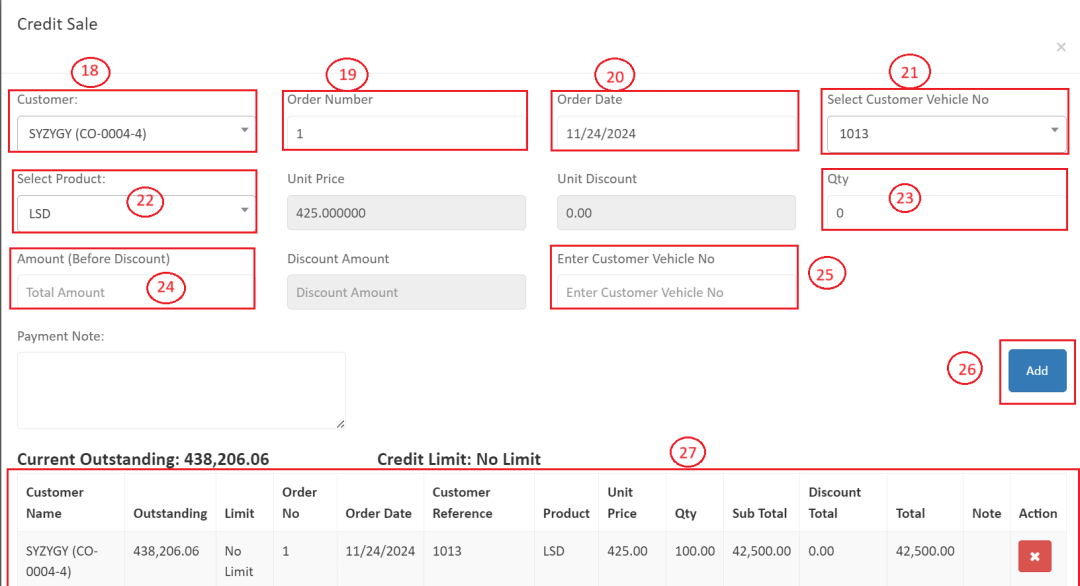 Credit Sale
×
18
19
20
21
Customer:
Order Number
Order Date
Select Customer Vehicle No
SYZYGY (CO-0004-4)
1
11/24/2024
1013
Select Product:
Unit Price
Unit Discount
Qty
22
23
LSD
425.000000
0.00
0
Amount (Before Discount)
Discount Amount
Enter Customer Vehicle No
24
25
Total Amount
Discount Amount
Enter Customer Vehicle No
Payment Note:
26
Add
27
Current Outstanding: 438,206.06
Credit Limit: No Limit
Customer
Name
Outstanding
Limit
Order
No
Order Date
Customer
Reference
Product
Unit
Price
Qty
Sub Total
Discount
Total
Total
Note
Action
SYZYGY (CO-
0004-4)
438,206.06
No
Limit
1
11/24/2024
1013
LSD
425.00
100.00
42,500.00
0.00
42,500.00